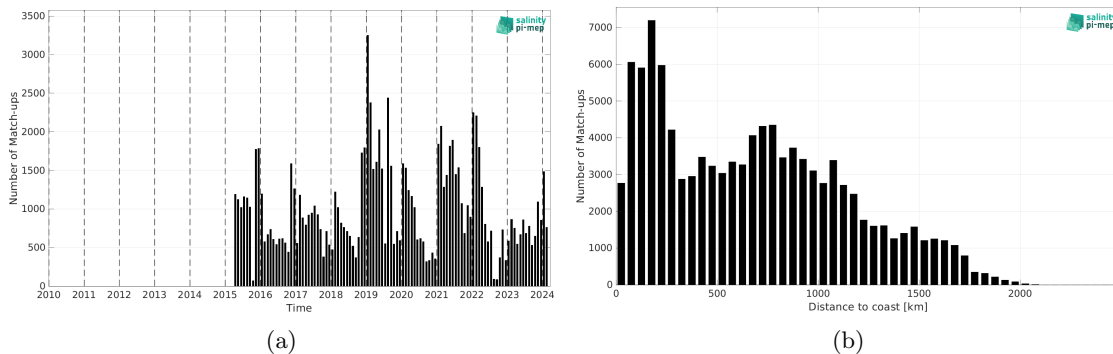 3500
3000
2500
2000
1500
1000
500
0
Number of Match-ups
2010 2011 2012 2013 2014 2015 2016 2017 2018 2019 2020 2021 2022 2023 2024
Time
salinity
pi-mep
(a)
7000
6000
5000
4000
3000
2000
1000
0
Number of Match-ups
0 500 1000 1500 2000
Distance to coast [km]
salinity
pi-mep
(b)